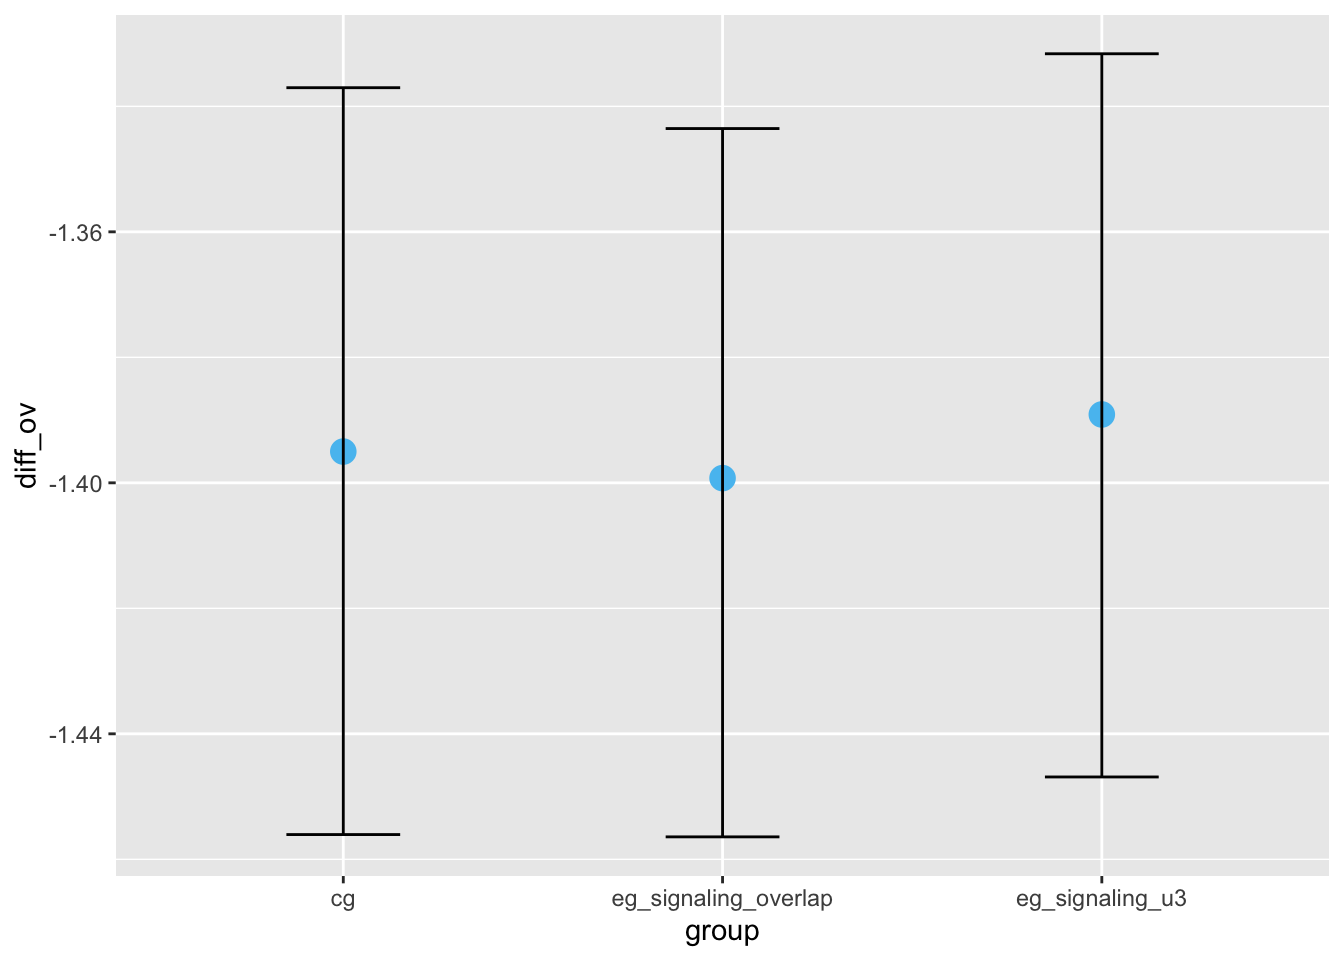 diff_ov
-1.36
-1.40
-1.44
cg
eg_signaling_overlap
eg_signaling_u3
group